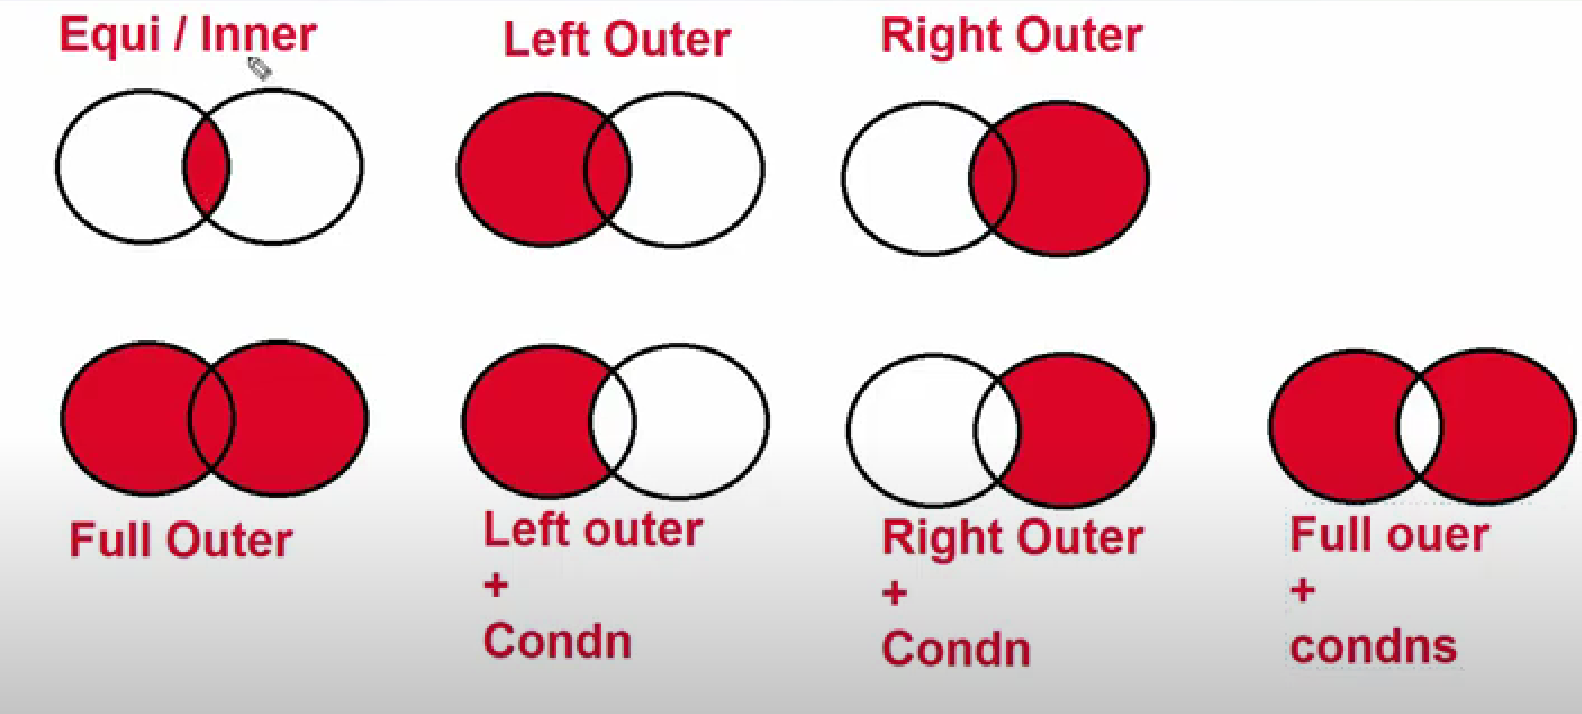 Equi / Inner
Left Outer
Right Outer
Full Outer
Left outer
+
Condn
Right Outer
+
Condn
Full ouer
+
condns